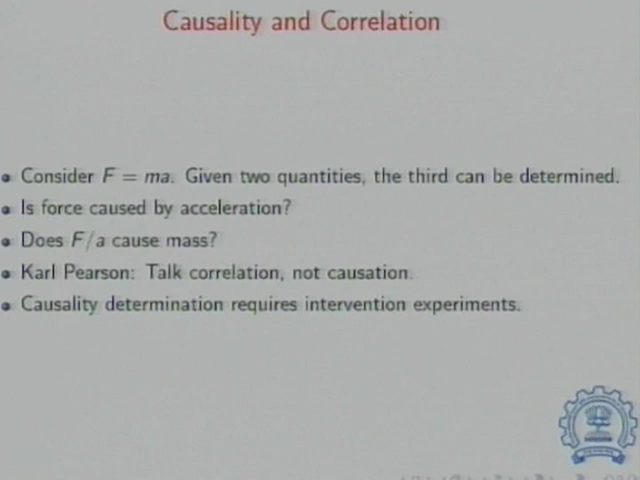 Causality and Correlation
Consider F = ma. Given two quantities, the third can be determined.
Is force caused by acceleration?
Does F/a cause mass?
Karl Pearson: Talk correlation, not causation.
Causality determination requires intervention experiments.